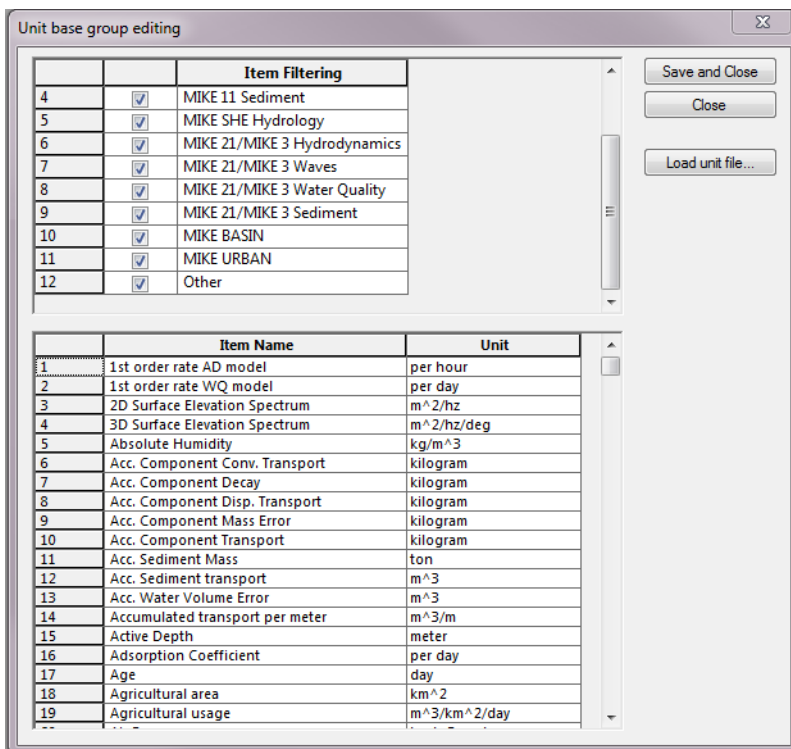 Unit base group editing
Item Filtering
4 MIKE 11 Sediment
5 MIKE SHE Hydrology
6 MIKE 21/MIKE 3 Hydrodynamics
7 MIKE 21/MIKE 3 Waves
8 MIKE 21/MIKE 3 Water Quality
9 MIKE 21/MIKE 3 Sediment
10 MIKE BASIN
11 MIKE URBAN
12 Other
Save and Close
Close
Load unit file...
Item Name Unit
1 1st order rate AD model per hour
2 1st order rate WQ model per day
3 2D Surface Elevation Spectrum m^2/hz
4 3D Surface Elevation Spectrum m^2/hz/deg
5 Absolute Humidity kg/m^3
6 Acc. Component Conv. Transport kilogram
7 Acc. Component Decay kilogram
8 Acc. Component Disp. Transport kilogram
9 Acc. Component Mass Error kilogram
10 Acc. Component Transport kilogram
11 Acc. Sediment Mass ton
12 Acc. Sediment transport m^3
13 Acc. Water Volume Error m^3
14 Accumulated transport per meter m^3/m
15 Active Depth meter
16 Adsorption Coefficient per day
17 Age day
18 Agricultural area km^2
19 Agricultural usage m^3/km^2/day